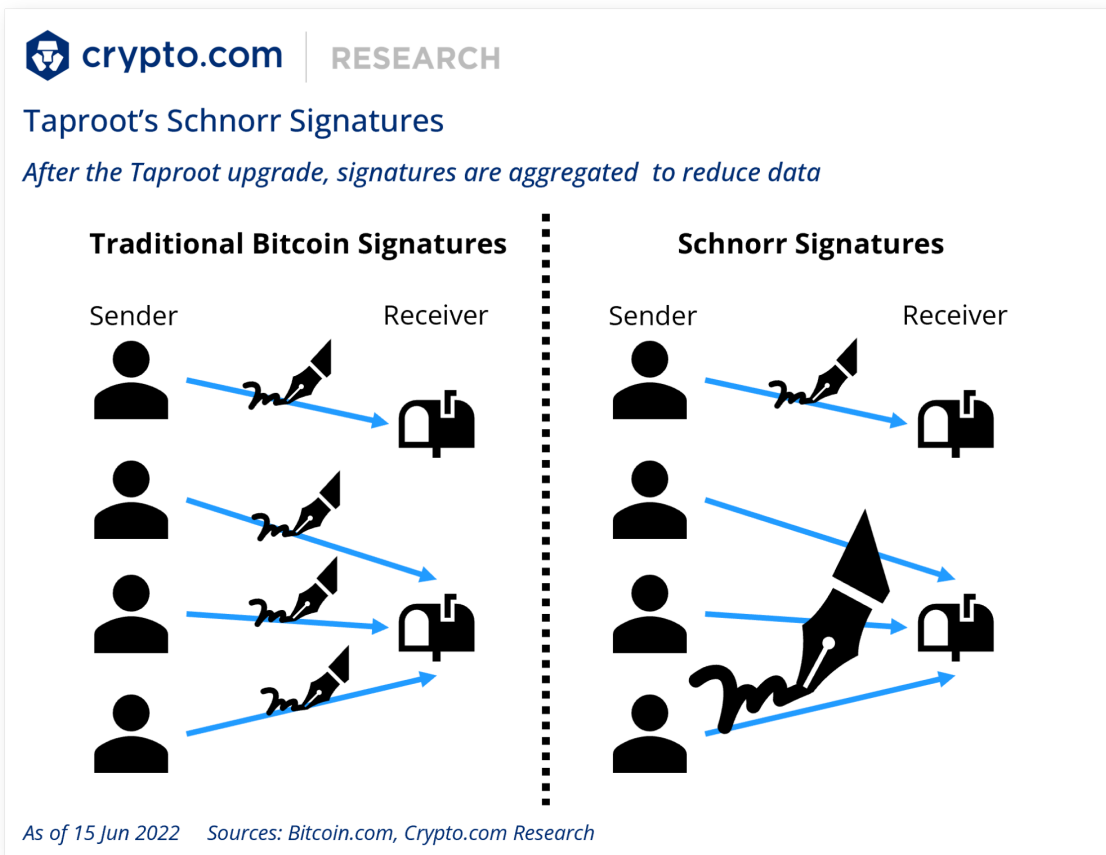 crypto.com | RESEARCH
Taproot's Schnorr Signatures
After the Taproot upgrade, signatures are aggregated  to reduce data
Traditional Bitcoin Signatures
Schnorr Signatures
Sender
Receiver
Sender
Receiver
As of 15 Jun 2022
Sources: Bitcoin.com, Crypto.com Research